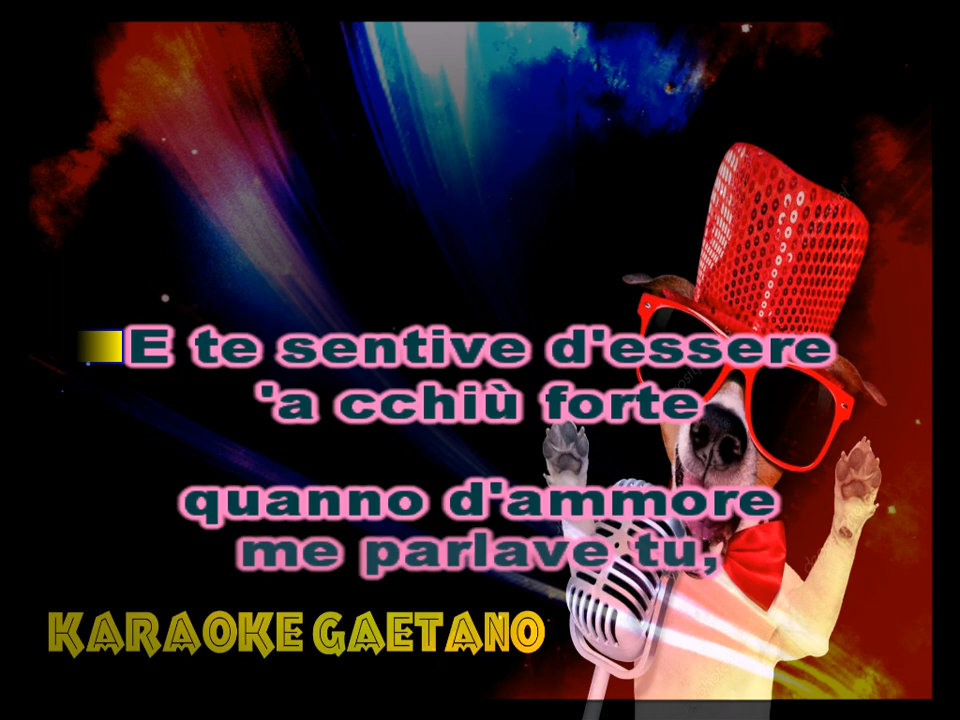 E te sentive d'essere
'a cchiù forte
quanno d'ammore
me parlave tu,
KARAOKE GAETANO